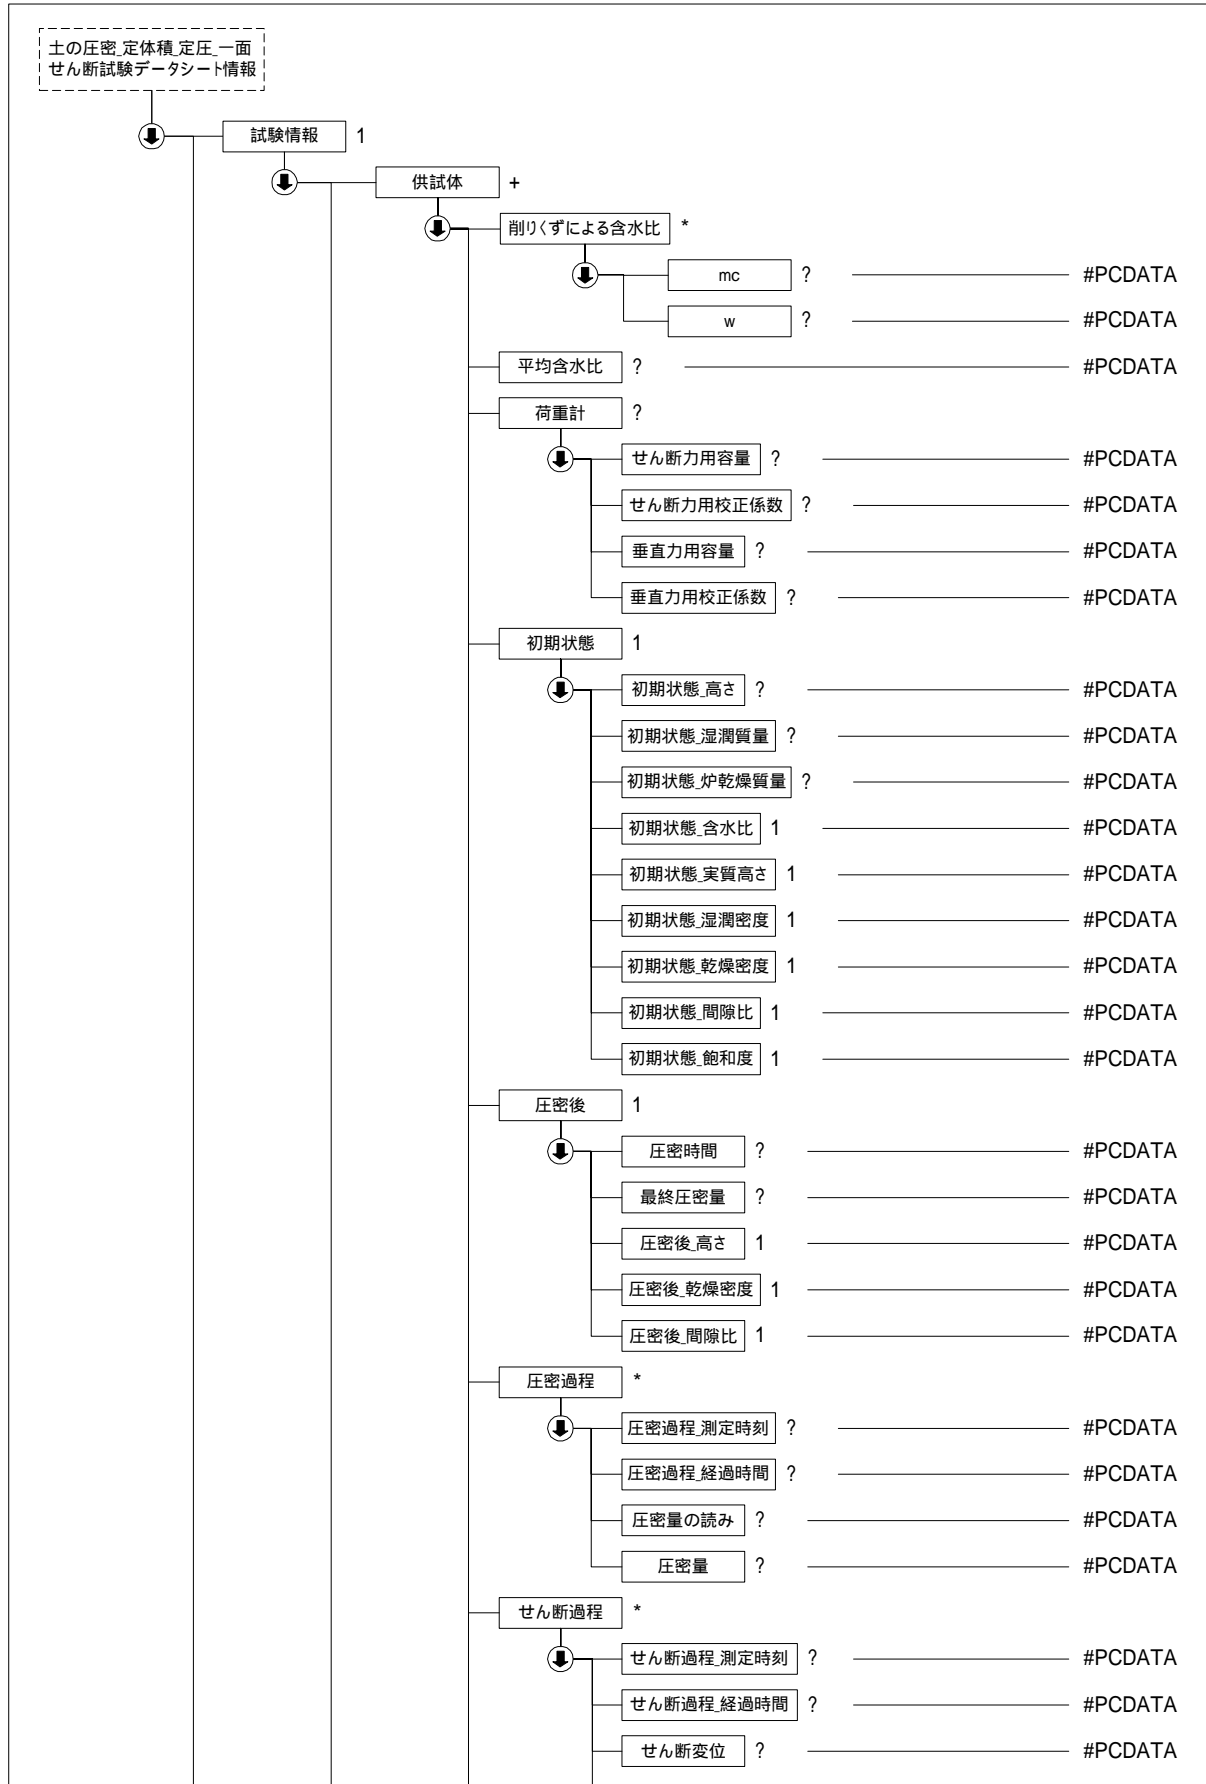 土の圧密_定体積_定圧_一面
せん断試験データシート情報
試験情報 1
供試体 +
削りくずによる含水比 *
mc ? #PCDATA
w ? #PCDATA
平均含水比 ? #PCDATA
荷重計 ?
せん断力用容量 ? #PCDATA
せん断力用校正係数 ? #PCDATA
垂直力用容量 ? #PCDATA
垂直力用校正係数 ? #PCDATA
初期状態 1
初期状態_高さ ? #PCDATA
初期状態_湿潤質量 ? #PCDATA
初期状態_炉乾燥質量 ? #PCDATA
初期状態_含水比 1 #PCDATA
初期状態_実質高さ 1 #PCDATA
初期状態_湿潤密度 1 #PCDATA
初期状態_乾燥密度 1 #PCDATA
初期状態_間隙比 1 #PCDATA
初期状態_飽和度 1 #PCDATA
圧密後 1
圧密時間 ? #PCDATA
最終圧密量 ? #PCDATA
圧密後_高さ 1 #PCDATA
圧密後_乾燥密度 1 #PCDATA
圧密後_間隙比 1 #PCDATA
圧密過程 *
圧密過程_測定時刻 ? #PCDATA
圧密過程_経過時間 ? #PCDATA
圧密量の読み ? #PCDATA
圧密量 ? #PCDATA
せん断過程 *
せん断過程_測定時刻 ? #PCDATA
せん断過程_経過時間 ? #PCDATA
せん断変位 ? #PCDATA